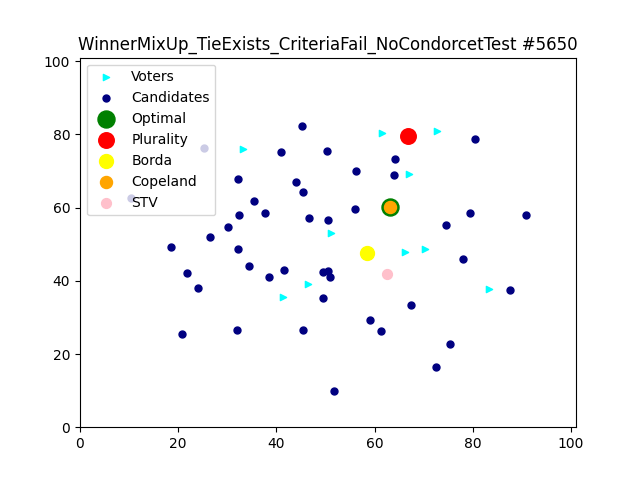 WinnerMixUp_TieExists_CriteriaFail_NoCondorcetTest #5650
100
80
60
40
20
0
Voters
Candidates
Optimal
Plurality
Borda
Copeland
STV
0 20 40 60 80 100